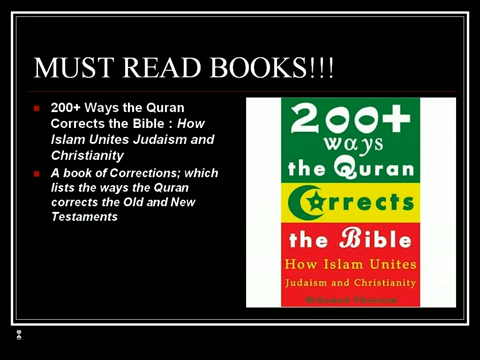 MUST READ BOOKS!!!
200+ Ways the Quran
Corrects the Bible : How
Islam Unites Judaism and
Christianity
A book of Corrections; which
lists the ways the Quran
corrects the Old and New
Testaments
200+
ways
the Quran
Corrects
the Bible
How Islam Unites
Judaism and Christianity